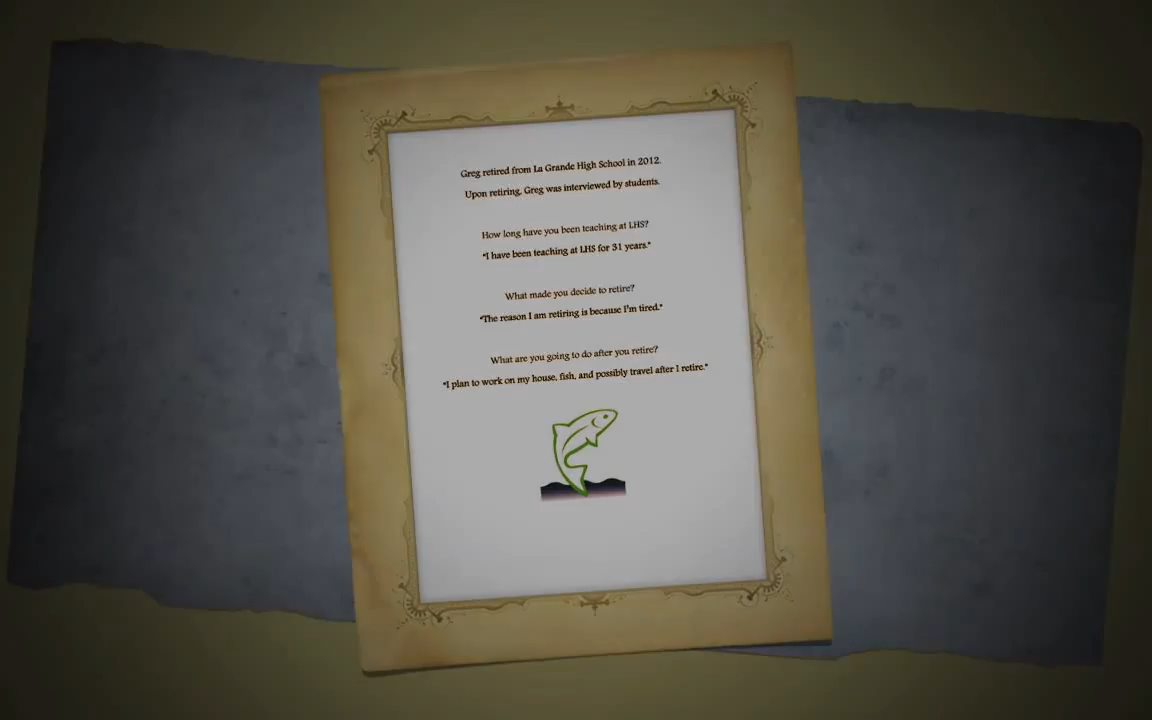 Greg retired from La Grande High School in 2012.
Upon retiring, Greg was interviewed by students.
How long have you been teaching at LHS?
"I have been teaching at LHS for 31 years."
What made you decide to retire?
"The reason I am retiring is because I'm tired."
What are you going to do after you retire?
"I plan to work on my house, fish, and possibly travel after I retire."